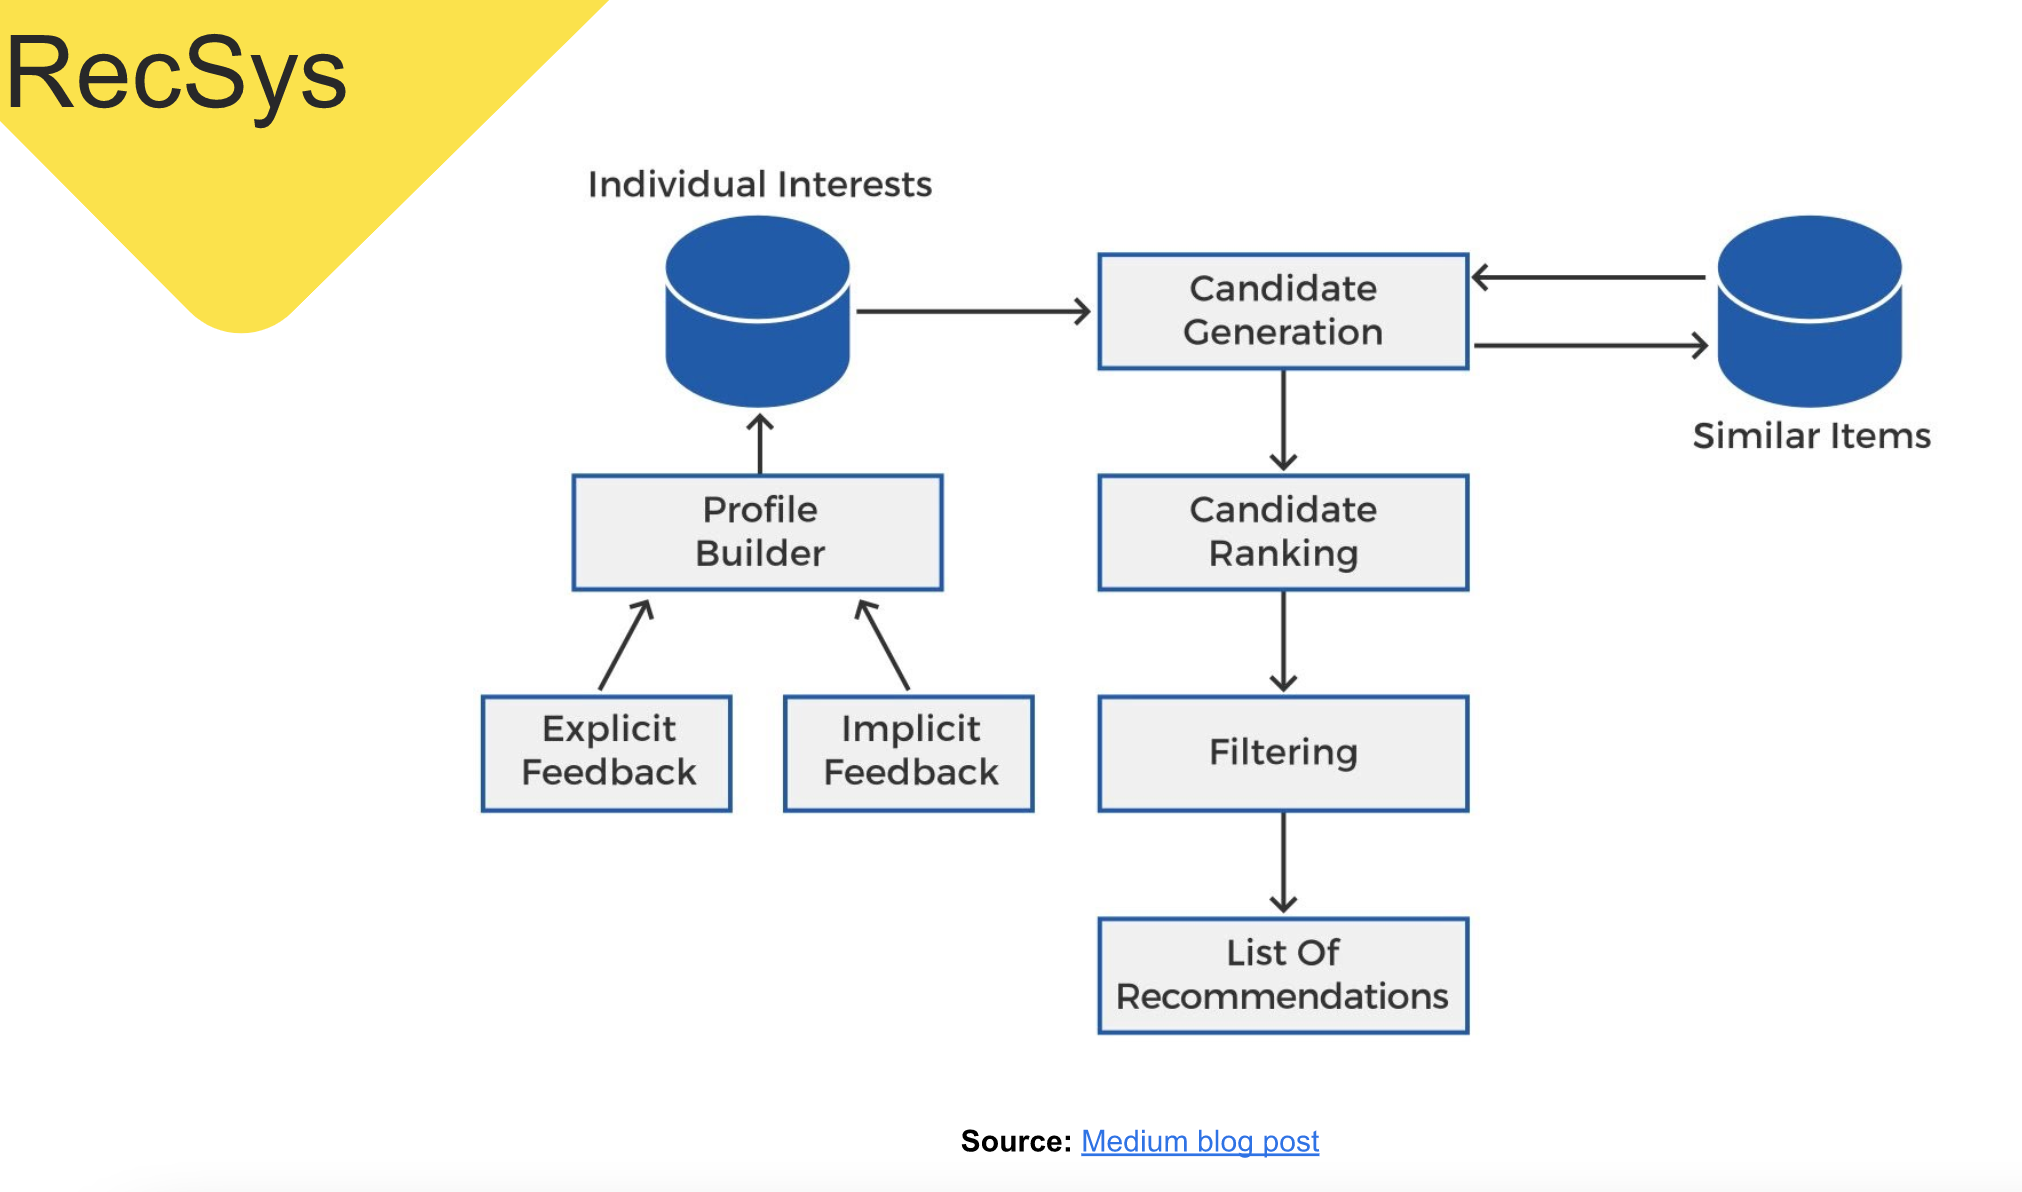 RecSys
Individual Interests
Candidate
Generation
Similar Items
Profile
Builder
Candidate
Ranking
Explicit
Feedback
Implicit
Feedback
Filtering
List Of
Recommendations
Source: Medium blog post